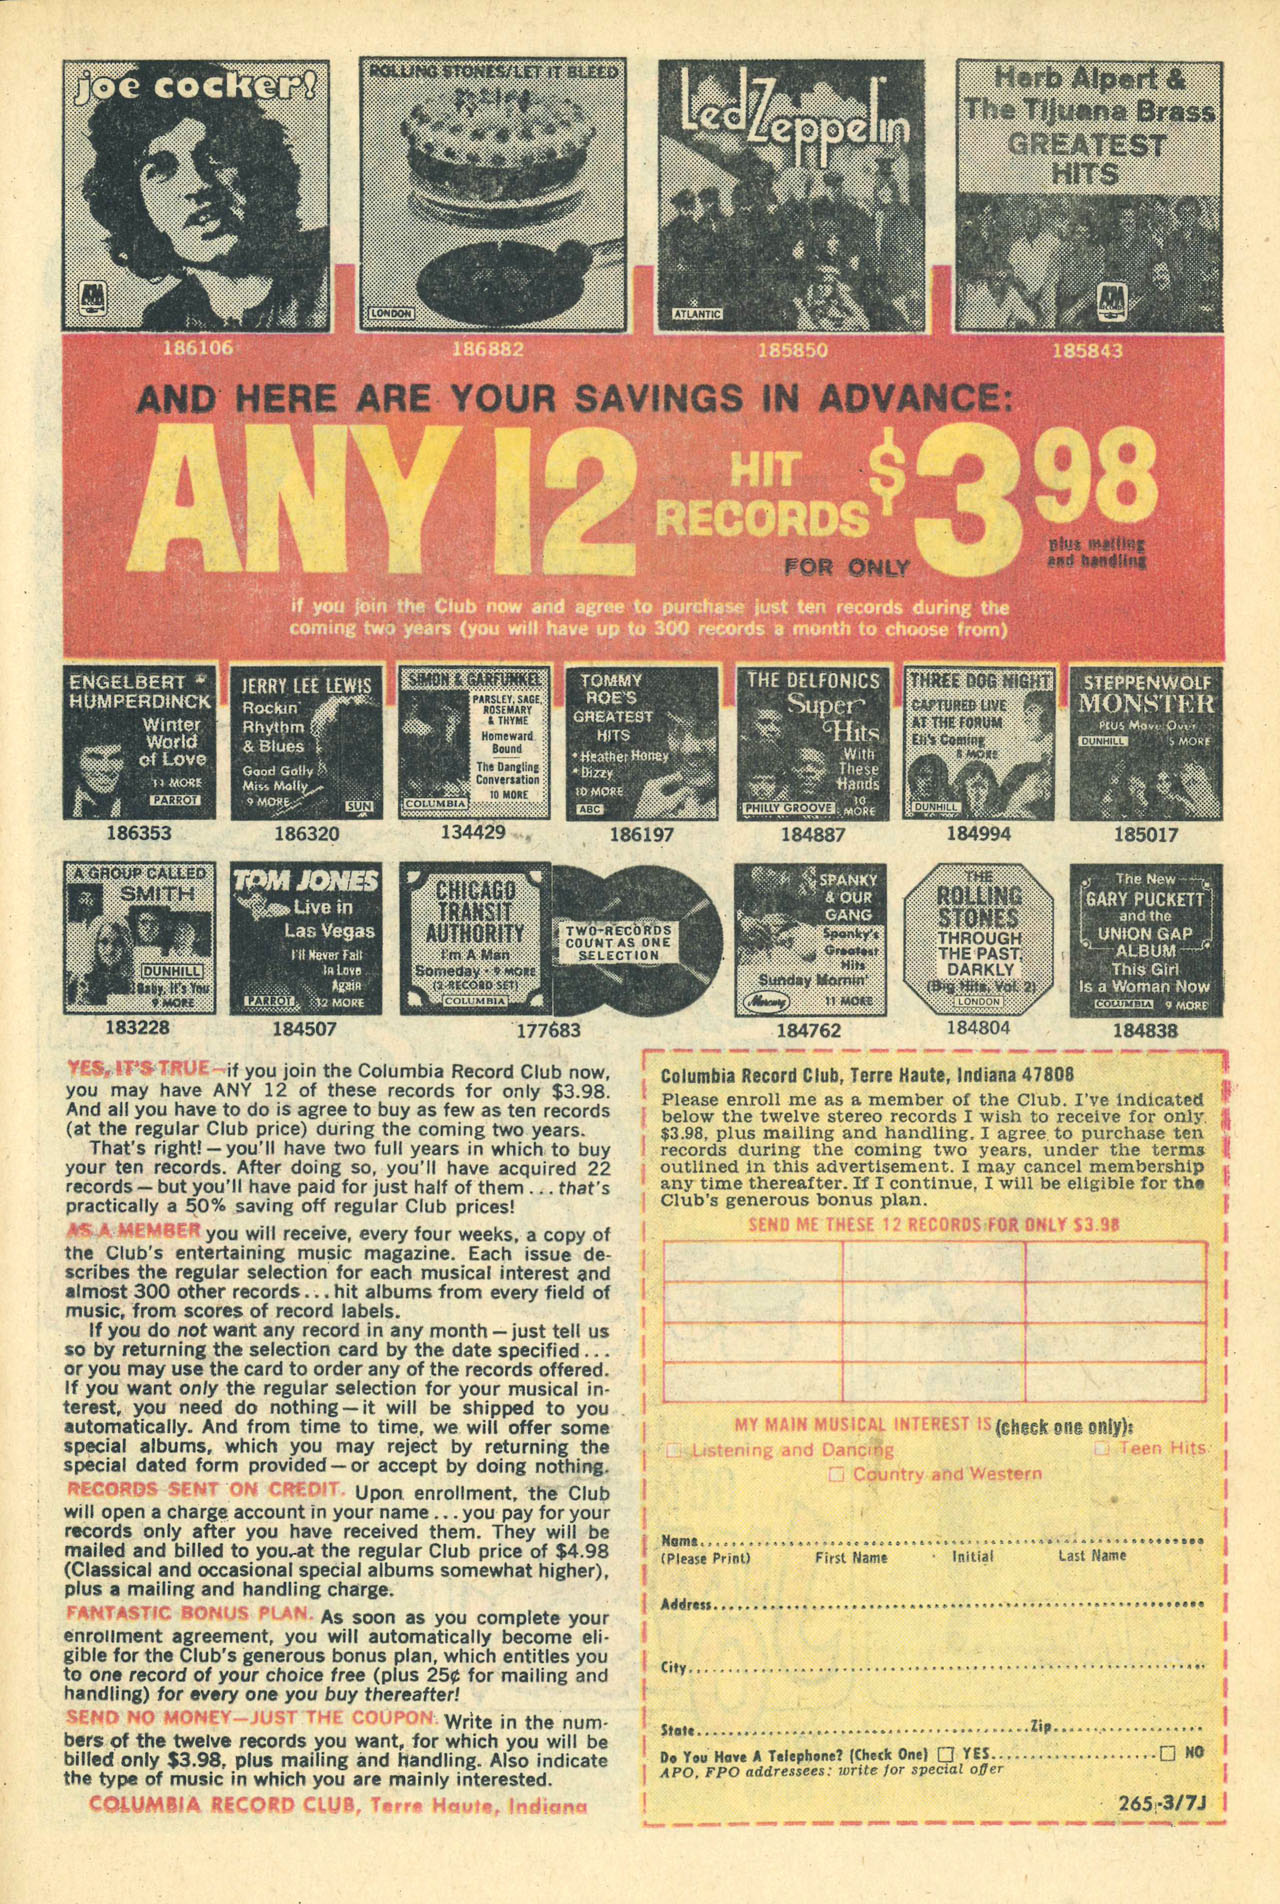 joe cocker!
AM
ROLLING STONES/LET IT BLEED
LONDON
Led Zeppelin
ATLANTIC
Herb Alpert &
The Tijuana Brass
GREATEST
HITS
AM
186106
186882
185850
185843
AND HERE ARE YOUR SAVINGS IN ADVANCE:
ANY 12
HIT
RECORDS
FOR ONLY
$3.98
plus mailing
and handling
if you join the Club now and agree to purchase just ten records during the
coming two years (you will have up to 300 records a month to choose from)
ENGELBERT
HUMPERDINCK
Winter
World
of Love
11 MORE
PARROT
186353
JERRY LEE LEWIS
Rockin'
Rhythm
& Blues
Good Golly
Miss Molly
9 MORE
SUN
186320
SIMON & GARFUNKEL
PARSLEY, SAGE,
ROSEMARY
& THYME
Homeward
Bound
The Dangling
Conversation
10 MORE
COLUMBIA
134429
TOMMY
ROE'S
GREATEST
HITS
• Heather Honey
• Dizzy
10 MORE
ABC
186197
THE DELFONICS
Super
Hits
With
These
Hands
10
MORE
PHILLY GROOVE
184887
THREE DOG NIGHT
CAPTURED LIVE
AT THE FORUM
Eli's Coming
8 MORE
DUNHILL
184994
STEPPENWOLF
MONSTER
Plus Move Over
DUNHILL
5 MORE
185017
A GROUP CALLED
SMITH
DUNHILL
Baby, It's You
9 MORE
183228
TOM JONES
Live in
Las Vegas
I'll Never Fall
In Love
Again
PARROT
12 MORE
184507
CHICAGO
TRANSIT
AUTHORITY
I'm A Man
Someday • 9 MORE
(2-RECORD SET)
COLUMBIA
TWO-RECORDS
COUNT AS ONE
SELECTION
177683
SPANKY
& OUR
GANG
Spanky's
Greatest
Hits
Sunday Mornin'
Mercury
11 MORE
184762
THE
ROLLING
STONES
THROUGH
THE PAST,
DARKLY
(Big Hits, Vol. 2)
LONDON
184804
The New
GARY PUCKETT
and the
UNION GAP
ALBUM
This Girl
Is a Woman Now
COLUMBIA 9 MORE
184838
YES, IT'S TRUE—if you join the Columbia Record Club now,
you may have ANY 12 of these records for only $3.98.
And all you have to do is agree to buy as few as ten records
(at the regular Club price) during the coming two years.
That's right!—you'll have two full years in which to buy
your ten records. After doing so, you'll have acquired 22
records—but you'll have paid for just half of them...that's
practically a 50% saving off regular Club prices!
AS A MEMBER you will receive, every four weeks, a copy of
the Club's entertaining music magazine. Each issue de-
scribes the regular selection for each musical interest and
almost 300 other records...hit albums from every field of
music, from scores of record labels.
If you do not want any record in any month—just tell us
so by returning the selection card by the date specified...
or you may use the card to order any of the records offered.
If you want only the regular selection for your musical in-
terest, you need do nothing—it will be shipped to you
automatically. And from time to time, we will offer some
special albums, which you may reject by returning the
special dated form provided—or accept by doing nothing.
RECORDS SENT ON CREDIT. Upon enrollment, the Club
will open a charge account in your name...you pay for your
records only after you have received them. They will be
mailed and billed to you at the regular Club price of $4.98
(Classical and occasional special albums somewhat higher),
plus a mailing and handling charge.
FANTASTIC BONUS PLAN. As soon as you complete your
enrollment agreement, you will automatically become eli-
gible for the Club's generous bonus plan, which entitles you
to one record of your choice free (plus 25¢ for mailing and
handling) for every one you buy thereafter!
SEND NO MONEY—JUST THE COUPON. Write in the num-
bers of the twelve records you want, for which you will be
billed only $3.98, plus mailing and handling. Also indicate
the type of music in which you are mainly interested.
COLUMBIA RECORD CLUB, Terre Haute, Indiana
Columbia Record Club, Terre Haute, Indiana 47808
Please enroll me as a member of the Club. I've indicated
below the twelve stereo records I wish to receive for only
$3.98, plus mailing and handling. I agree to purchase ten
records during the coming two years, under the terms
outlined in this advertisement. I may cancel membership
any time thereafter. If I continue, I will be eligible for the
Club's generous bonus plan.
SEND ME THESE 12 RECORDS FOR ONLY $3.98
MY MAIN MUSICAL INTEREST IS (check one only):
Listening and Dancing
Teen Hits
Country and Western
Name
(Please Print) First Name Initial Last Name
Address
City
State Zip
Do You Have A Telephone? (Check One) YES NO
APO, FPO addressees: write for special offer
265-3/7J